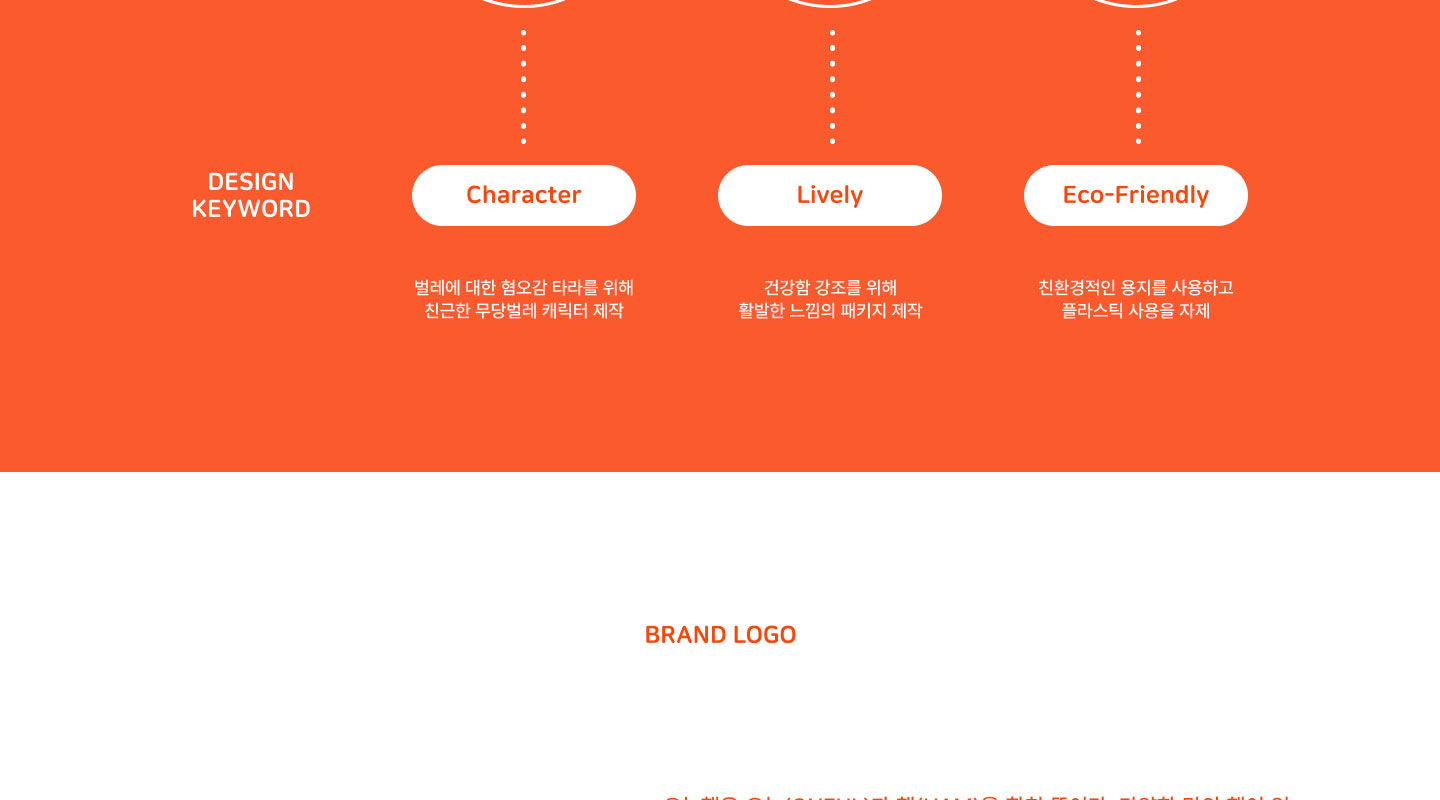 DESIGN
KEYWORD
Character
Lively
Eco-Friendly
벌레에 대한 혐오감 타라를 위해
친근한 무당벌레 캐릭터 제작
건강함 강조를 위해
활발한 느낌의 패키지 제작
친환경적인 용지를 사용하고
플라스틱 사용을 자제
BRAND LOGO